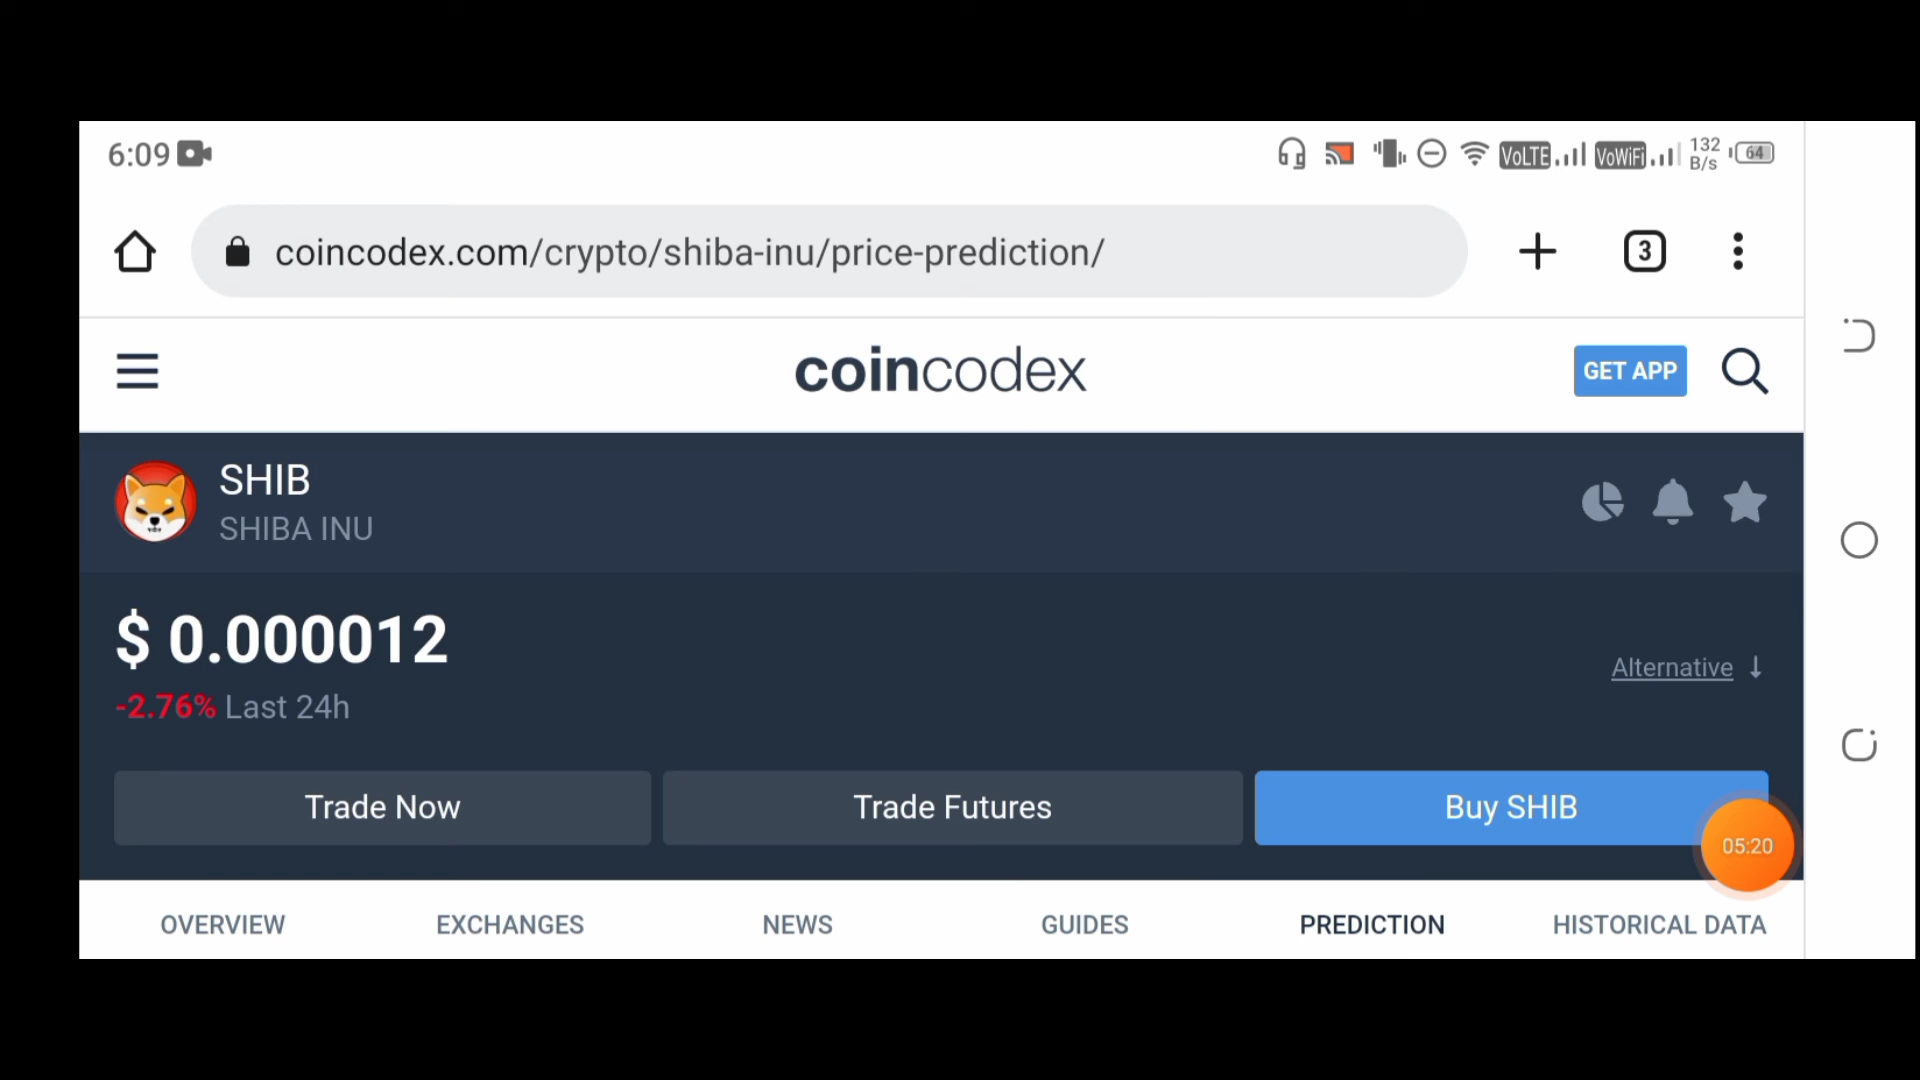 6:09 VoLTE VoWiFi 132 B/s 64
coincodex.com/crypto/shiba-inu/price-prediction/ 3
coincodex GET APP
SHIB
SHIBA INU
$ 0.000012
Alternative ↓
-2.76% Last 24h
Trade Now Trade Futures Buy SHIB
05:20
OVERVIEW EXCHANGES NEWS GUIDES PREDICTION HISTORICAL DATA